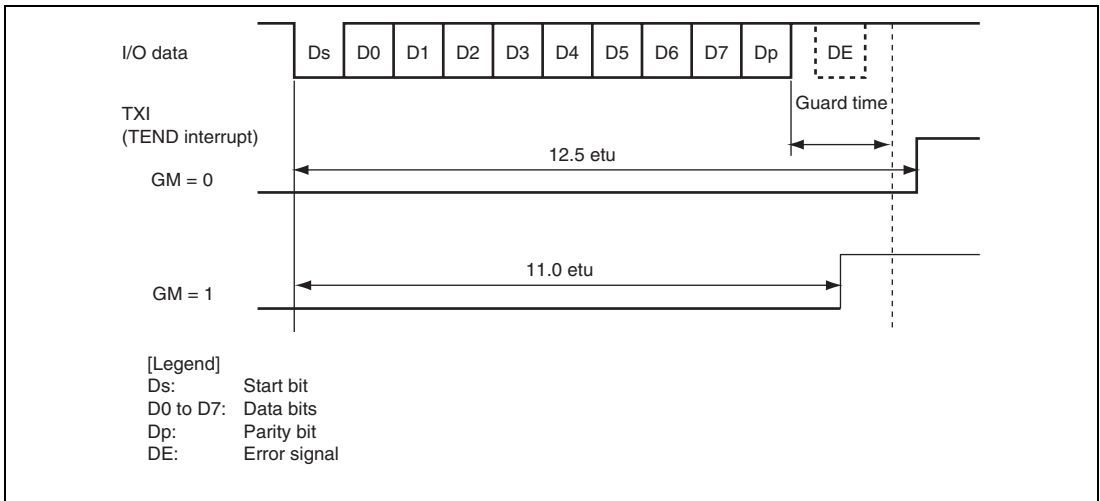 I/O data
Ds D0 D1 D2 D3 D4 D5 D6 D7 Dp DE
Guard time
TXI
(TEND interrupt)
12.5 etu
GM = 0
11.0 etu
GM = 1
[Legend]
Ds: Start bit
D0 to D7: Data bits
Dp: Parity bit
DE: Error signal